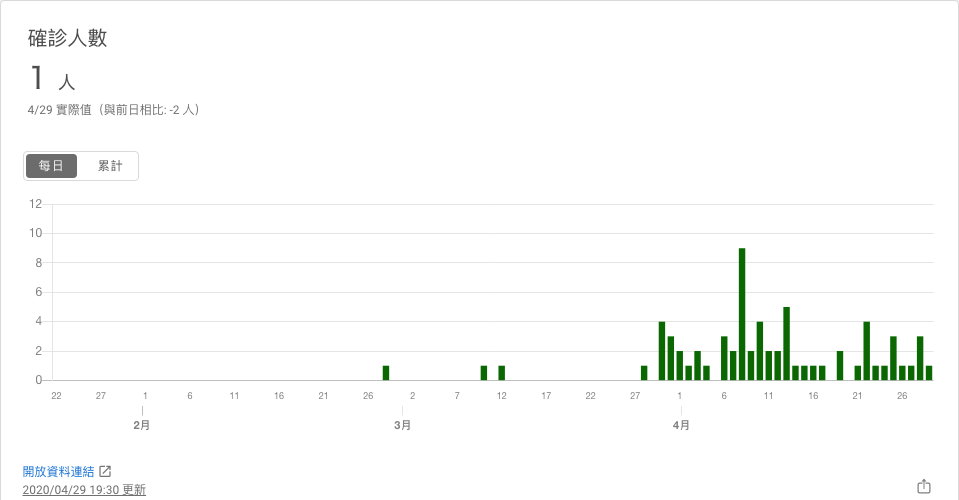 確診人數
1 人
4/29 實際值（與前日相比: -2 人）
每日 累計
12
10
8
6
4
2
0
22 27 1 6 11 16 21 26 2 7 12 17 22 27 1 6 11 16 21 26
2月 3月 4月
開放資料連結
2020/04/29 19:30 更新